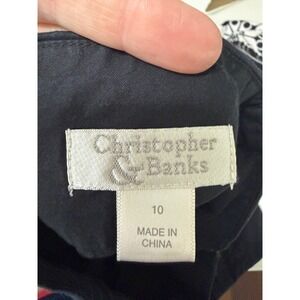 Christopher
& Banks
10
MADE IN
CHINA